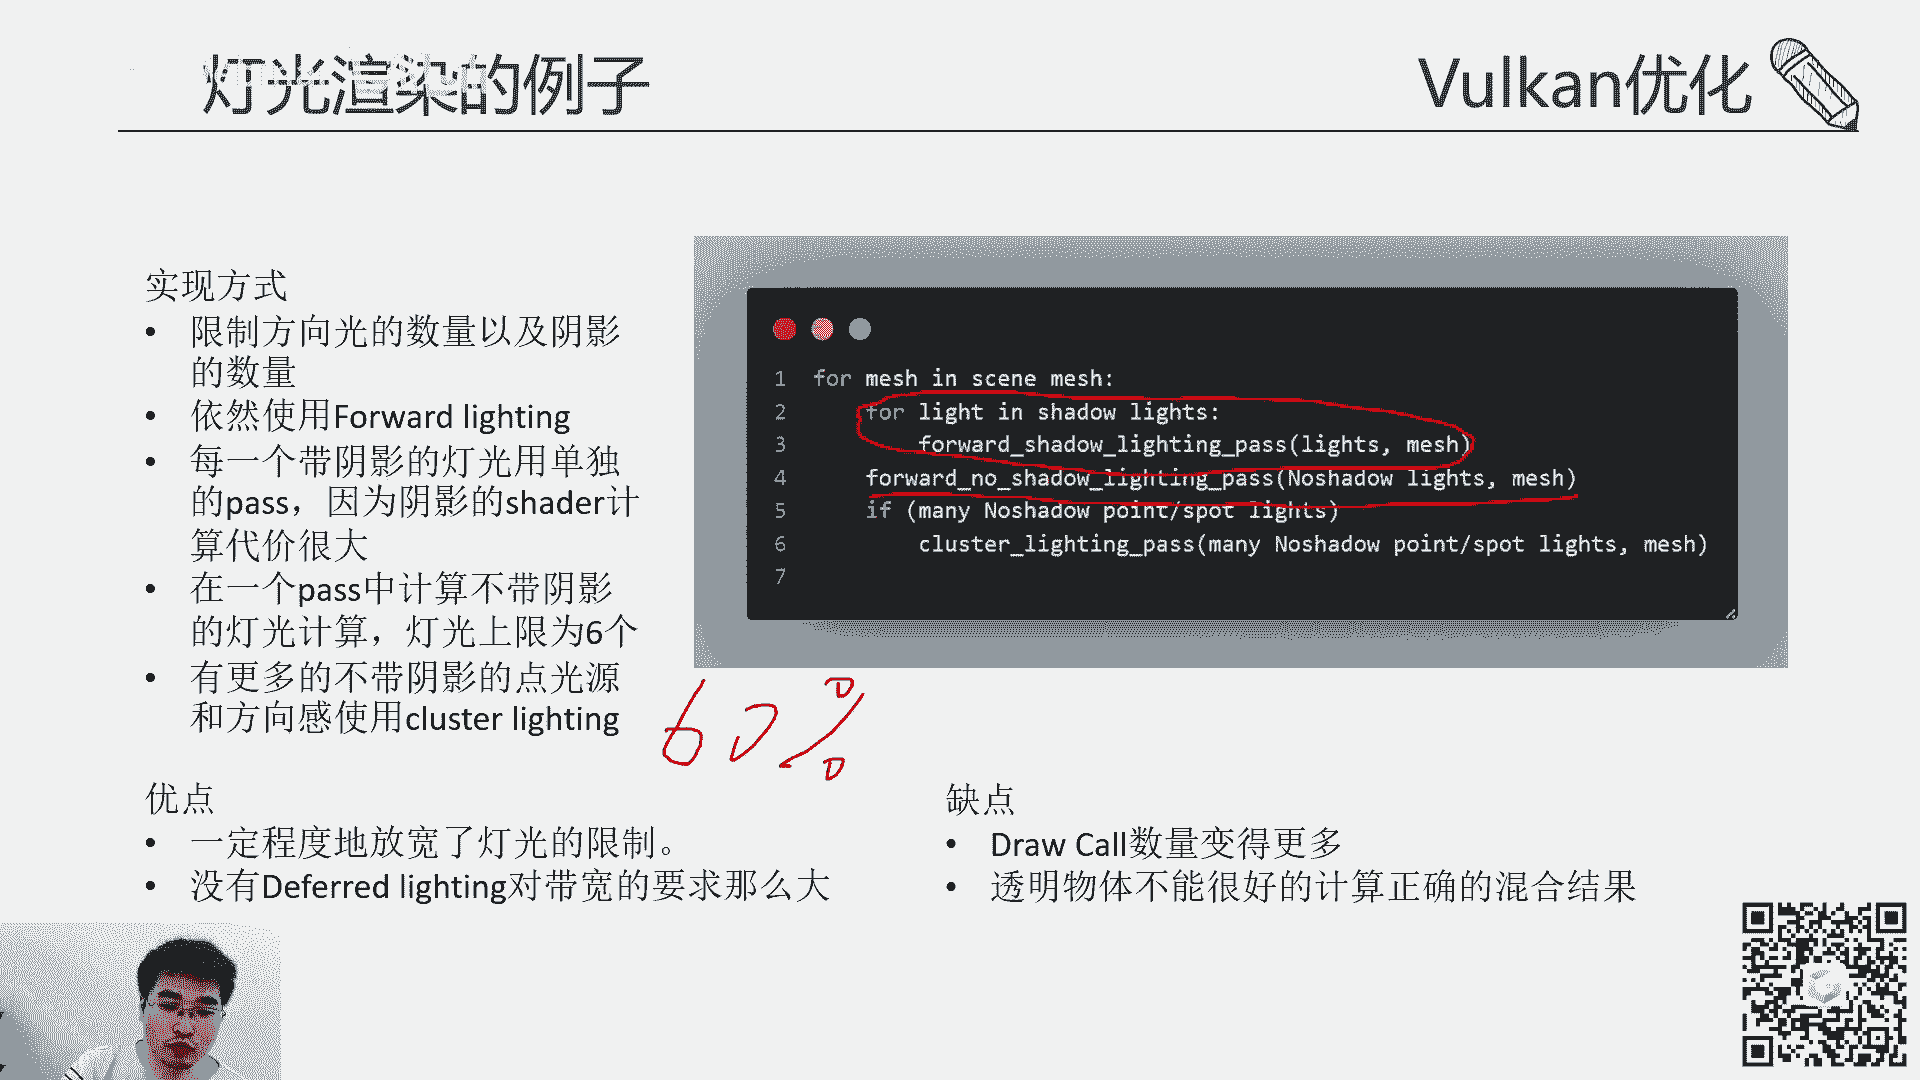 灯光渲染的例子
Vulkan优化
实现方式
• 限制方向光的数量以及阴影
的数量
• 依然使用Forward lighting
• 每一个带阴影的灯光用单独
的pass，因为阴影的shader计
算代价很大
• 在一个pass中计算不带阴影
的灯光计算，灯光上限为6个
• 有更多的不带阴影的点光源
和方向感使用cluster lighting
1 for mesh in scene mesh:
2 for light in shadow lights:
3 forward_shadow_lighting_pass(lights, mesh)
4 forward_no_shadow_lighting_pass(Noshadow lights, mesh)
5 if (many Noshadow point/spot lights)
6 cluster_lighting_pass(many Noshadow point/spot lights, mesh)
7
60%
优点
• 一定程度地放宽了灯光的限制。
• 没有Deferred lighting对带宽的要求那么大
缺点
• Draw Call数量变得更多
• 透明物体不能很好的计算正确的混合结果